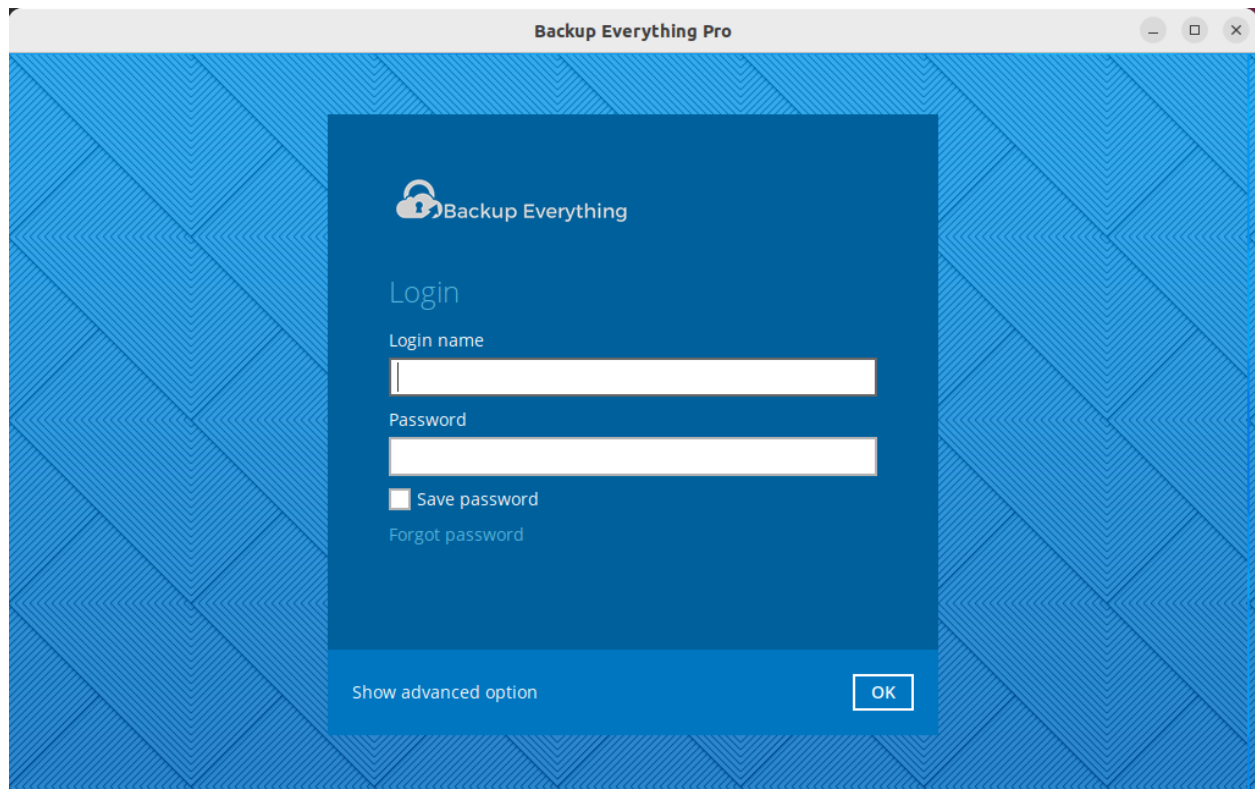 Backup Everything Pro
Backup Everything
Login
Login name
Password
Save password
Forgot password
Show advanced option
OK